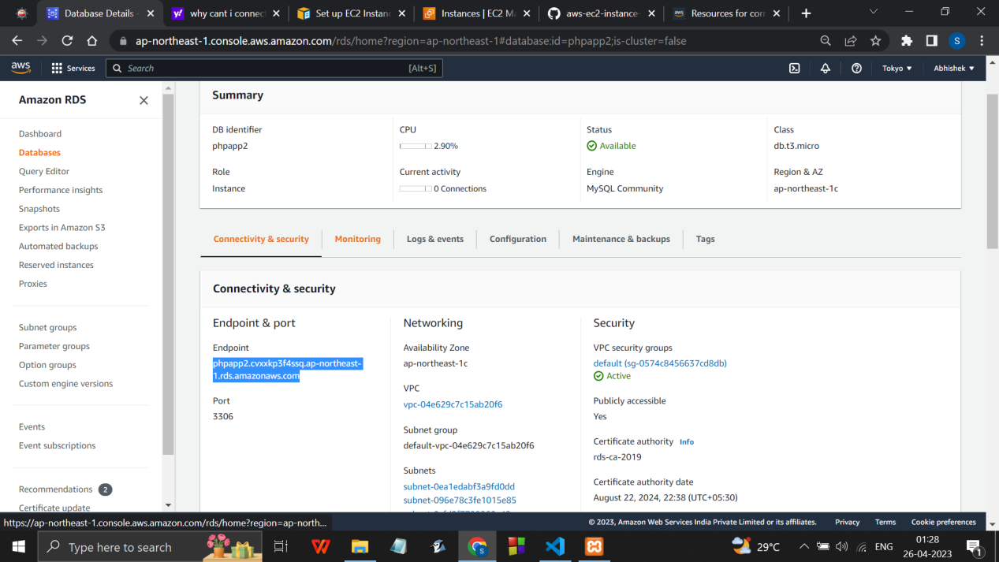 Database Details -
why cant i connect
Set up EC2 Instanc
Instances | EC2 Ma
aws-ec2-instance-
Resources for com
ap-northeast-1.console.aws.amazon.com/rds/home?region=ap-northeast-1#database:id=phpapp2;is-cluster=false
S
aws
Services
Search
[Alt+S]
Tokyo ▼
Abhishek ▼
Amazon RDS
Dashboard
Databases
Query Editor
Performance insights
Snapshots
Exports in Amazon S3
Automated backups
Reserved instances
Proxies
Subnet groups
Parameter groups
Option groups
Custom engine versions
Events
Event subscriptions
Recommendations 2
Certificate update
Summary
DB identifier
phpapp2
CPU
2.90%
Status
Available
Class
db.t3.micro
Role
Instance
Current activity
0 Connections
Engine
MySQL Community
Region & AZ
ap-northeast-1c
Connectivity & security
Monitoring
Logs & events
Configuration
Maintenance & backups
Tags
Connectivity & security
Endpoint & port
Endpoint
phpapp2.cvxxkp3f4ssq.ap-northeast-
1.rds.amazonaws.com
Port
3306
Networking
Availability Zone
ap-northeast-1c
VPC
vpc-04e629c7c15ab20f6
Subnet group
default-vpc-04e629c7c15ab20f6
Subnets
subnet-0ea1edabf3a9fd0dd
subnet-096e78c3fe1015e85
Security
VPC security groups
default (sg-0574c8456637cd8db)
Active
Publicly accessible
Yes
Certificate authority Info
rds-ca-2019
Certificate authority date
August 22, 2024, 22:38 (UTC+05:30)
https://ap-northeast-1.console.aws.amazon.com/rds/home?region=ap-north...
© 2023, Amazon Web Services India Private Limited or its affiliates.
Privacy
Terms
Cookie preferences
Type here to search
29°C
ENG
01:28
26-04-2023
1